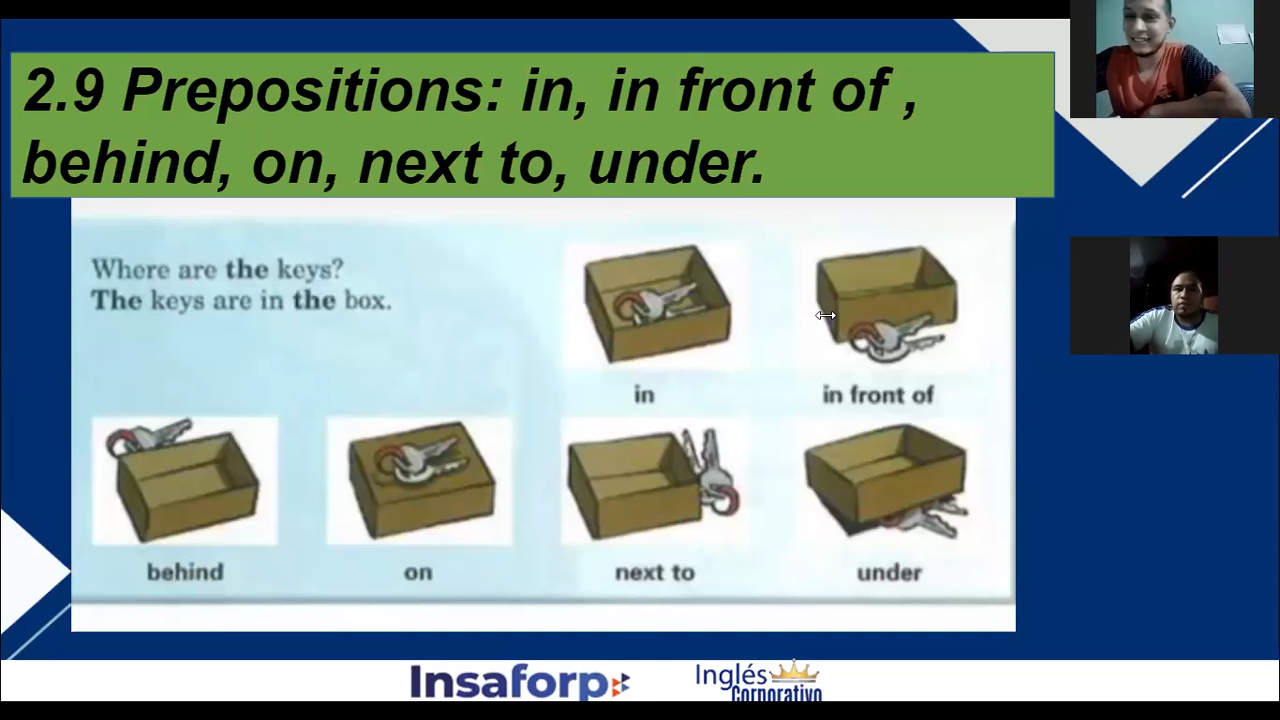 2.9 Prepositions: in, in front of ,
behind, on, next to, under.
Where are the keys?
The keys are in the box.
in
in front of
behind
on
next to
under
Insaforp
Inglés
Corporativo